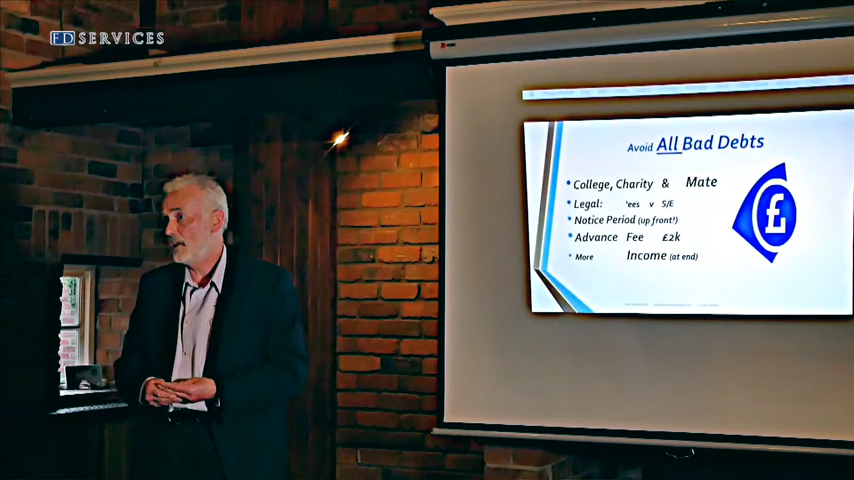 FD SERVICES
Avoid All Bad Debts
• College, Charity & Mate
• Legal: 'ees v S/E
• Notice Period (up front!)
• Advance Fee £2k
• More Income (at end)
£